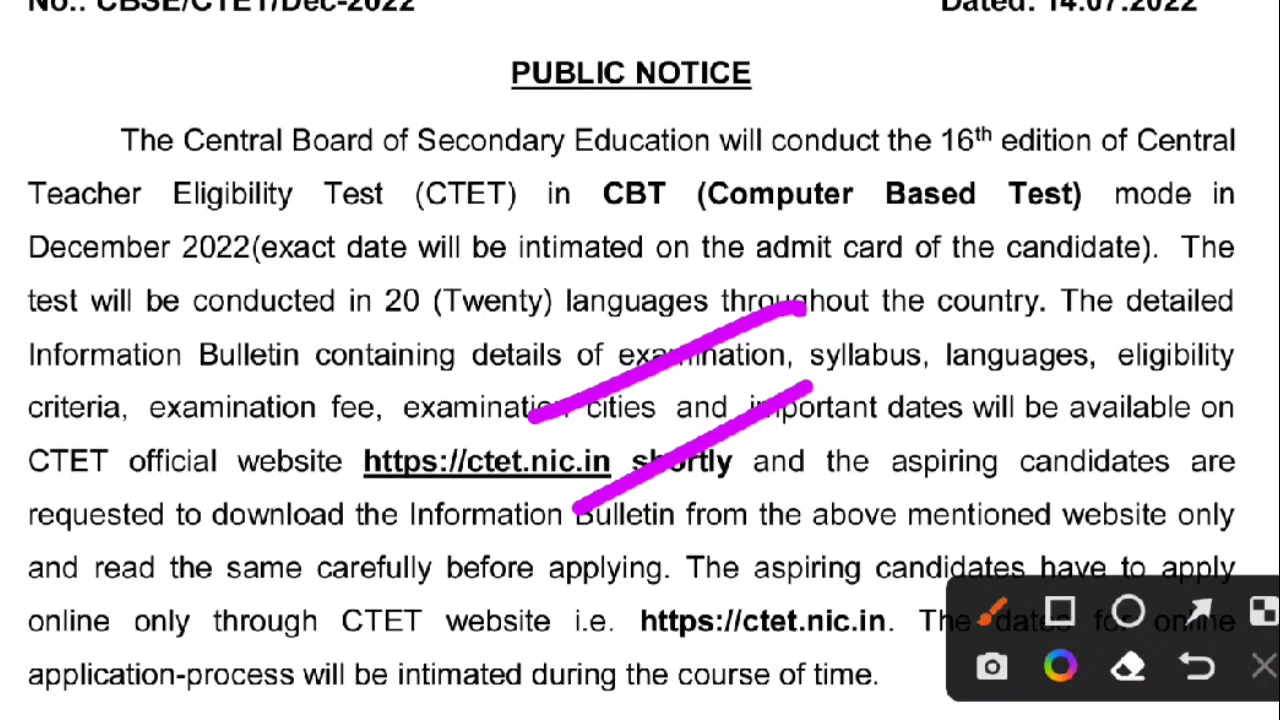 No.: CBSE/CTET/Dec-2022 Dated: 14.07.2022
PUBLIC NOTICE
The Central Board of Secondary Education will conduct the 16th edition of Central
Teacher Eligibility Test (CTET) in CBT (Computer Based Test) mode in
December 2022(exact date will be intimated on the admit card of the candidate). The
test will be conducted in 20 (Twenty) languages throughout the country. The detailed
Information Bulletin containing details of examination, syllabus, languages, eligibility
criteria, examination fee, examination cities and important dates will be available on
CTET official website https://ctet.nic.in shortly and the aspiring candidates are
requested to download the Information Bulletin from the above mentioned website only
and read the same carefully before applying. The aspiring candidates have to apply
online only through CTET website i.e. https://ctet.nic.in. The dates for online
application-process will be intimated during the course of time.